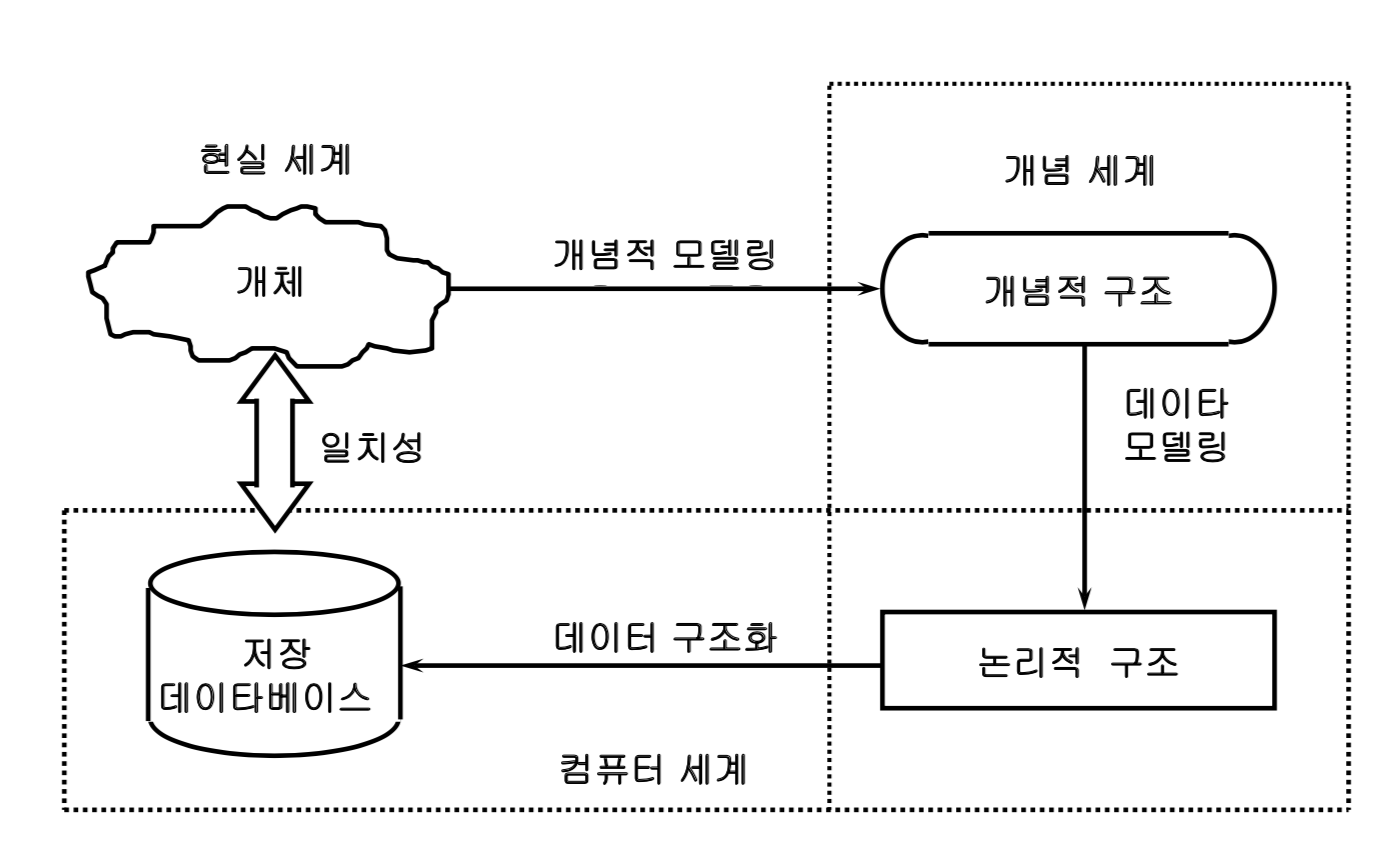 현실 세계
개념 세계
개체
개념적 모델링
개념적 구조
데이타
모델링
일치성
저장
데이타베이스
데이터 구조화
논리적 구조
컴퓨터 세계